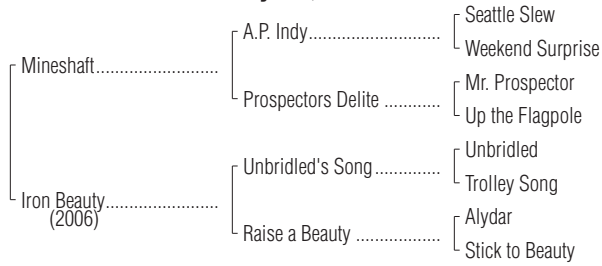 Seattle Slew
A.P. Indy
Weekend Surprise
Mineshaft
Mr. Prospector
Prospectors Delite
Up the Flagpole
Unbridled
Unbridled's Song
Trolley Song
Iron Beauty
(2006)
Alydar
Raise a Beauty
Stick to Beauty